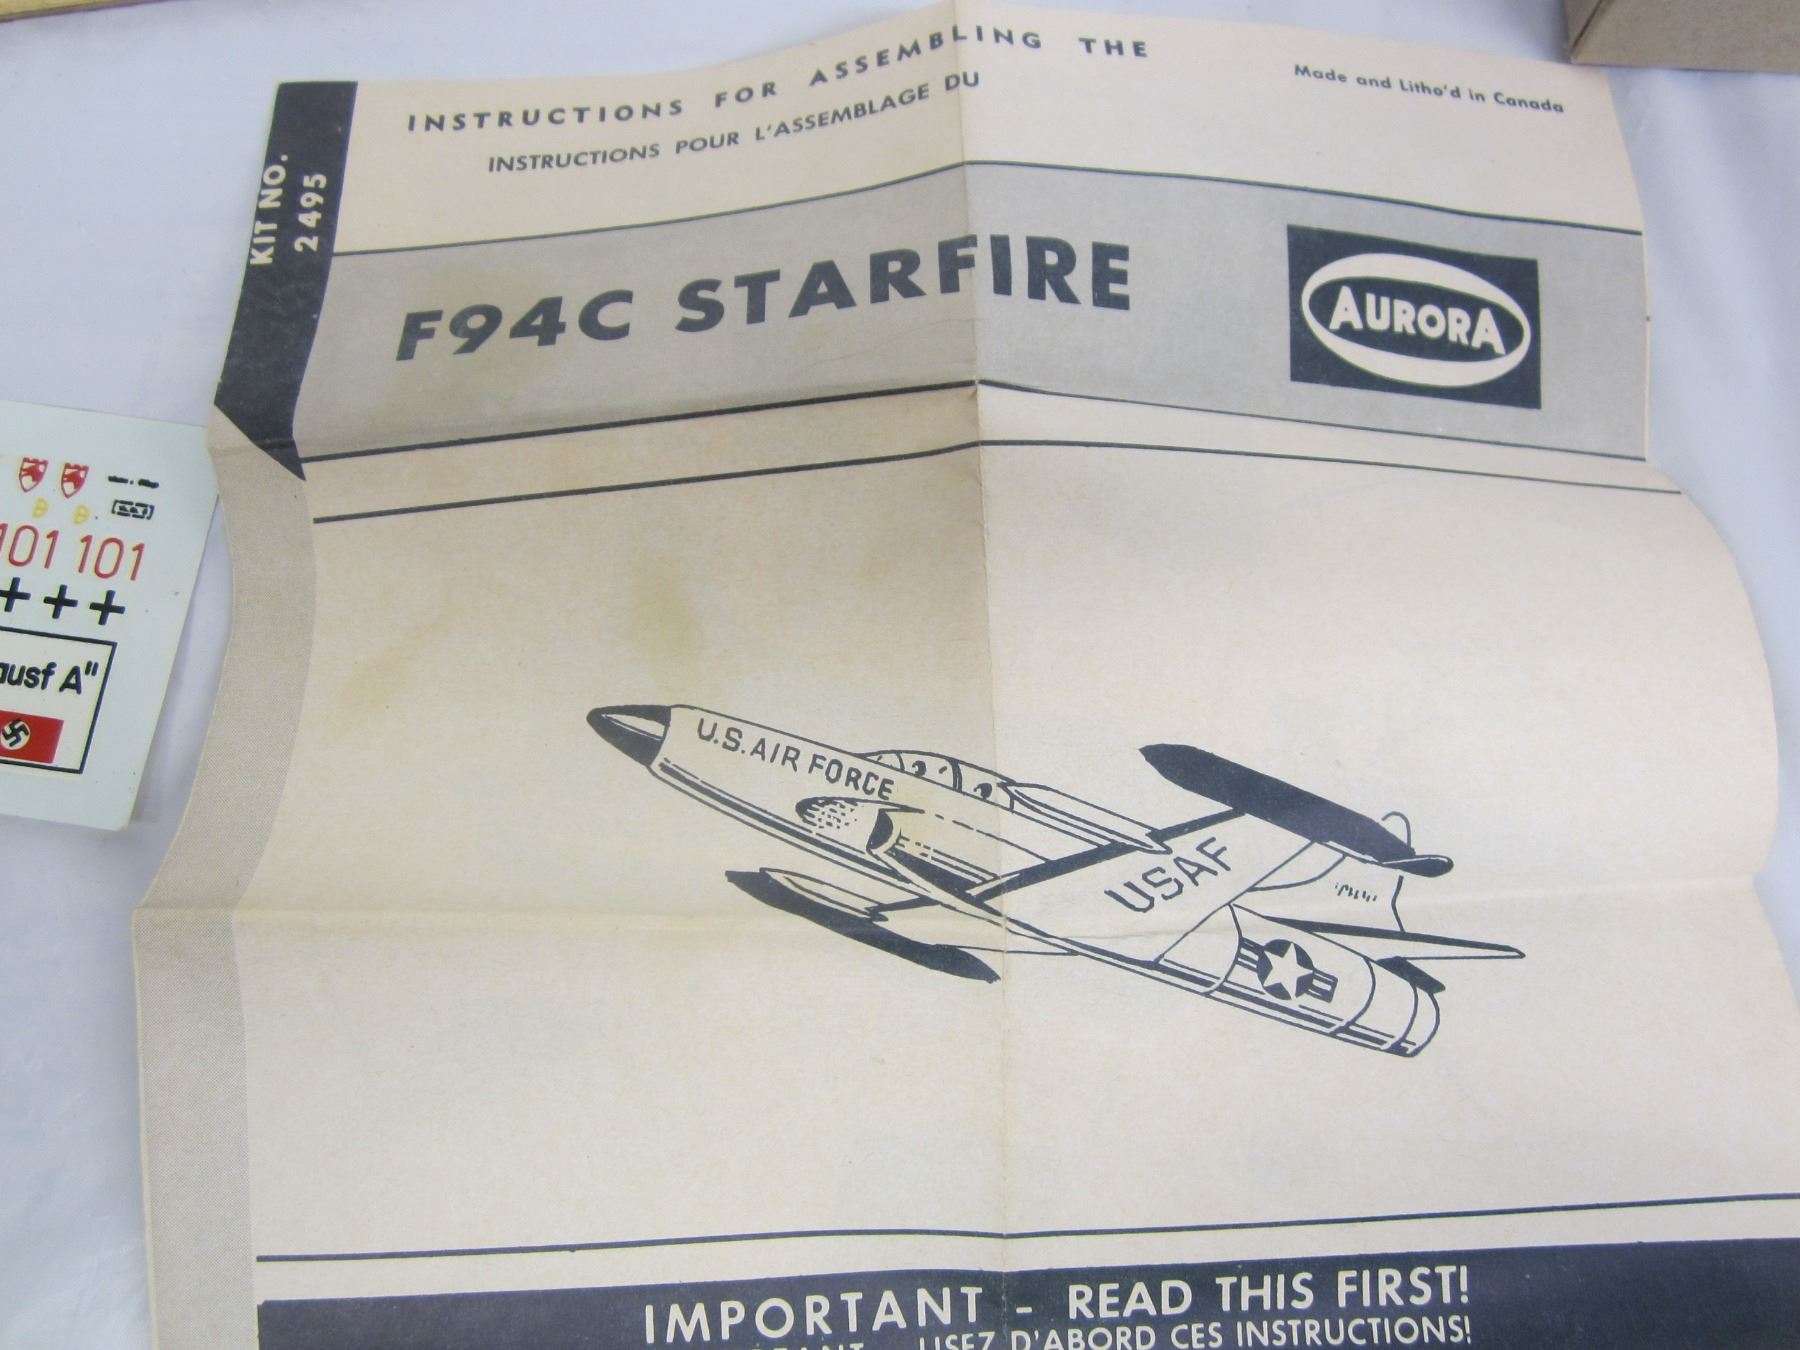 INSTRUCTIONS FOR ASSEMBLING THE
INSTRUCTIONS POUR L'ASSEMBLAGE DU
Made and Litho'd in Canada
KIT NO.
2495
F94C STARFIRE
AURORA
101 101
ausf A"
U.S. AIR FORCE
USAF
IMPORTANT - READ THIS FIRST!
LISEZ D'ABORD CES INSTRUCTIONS!